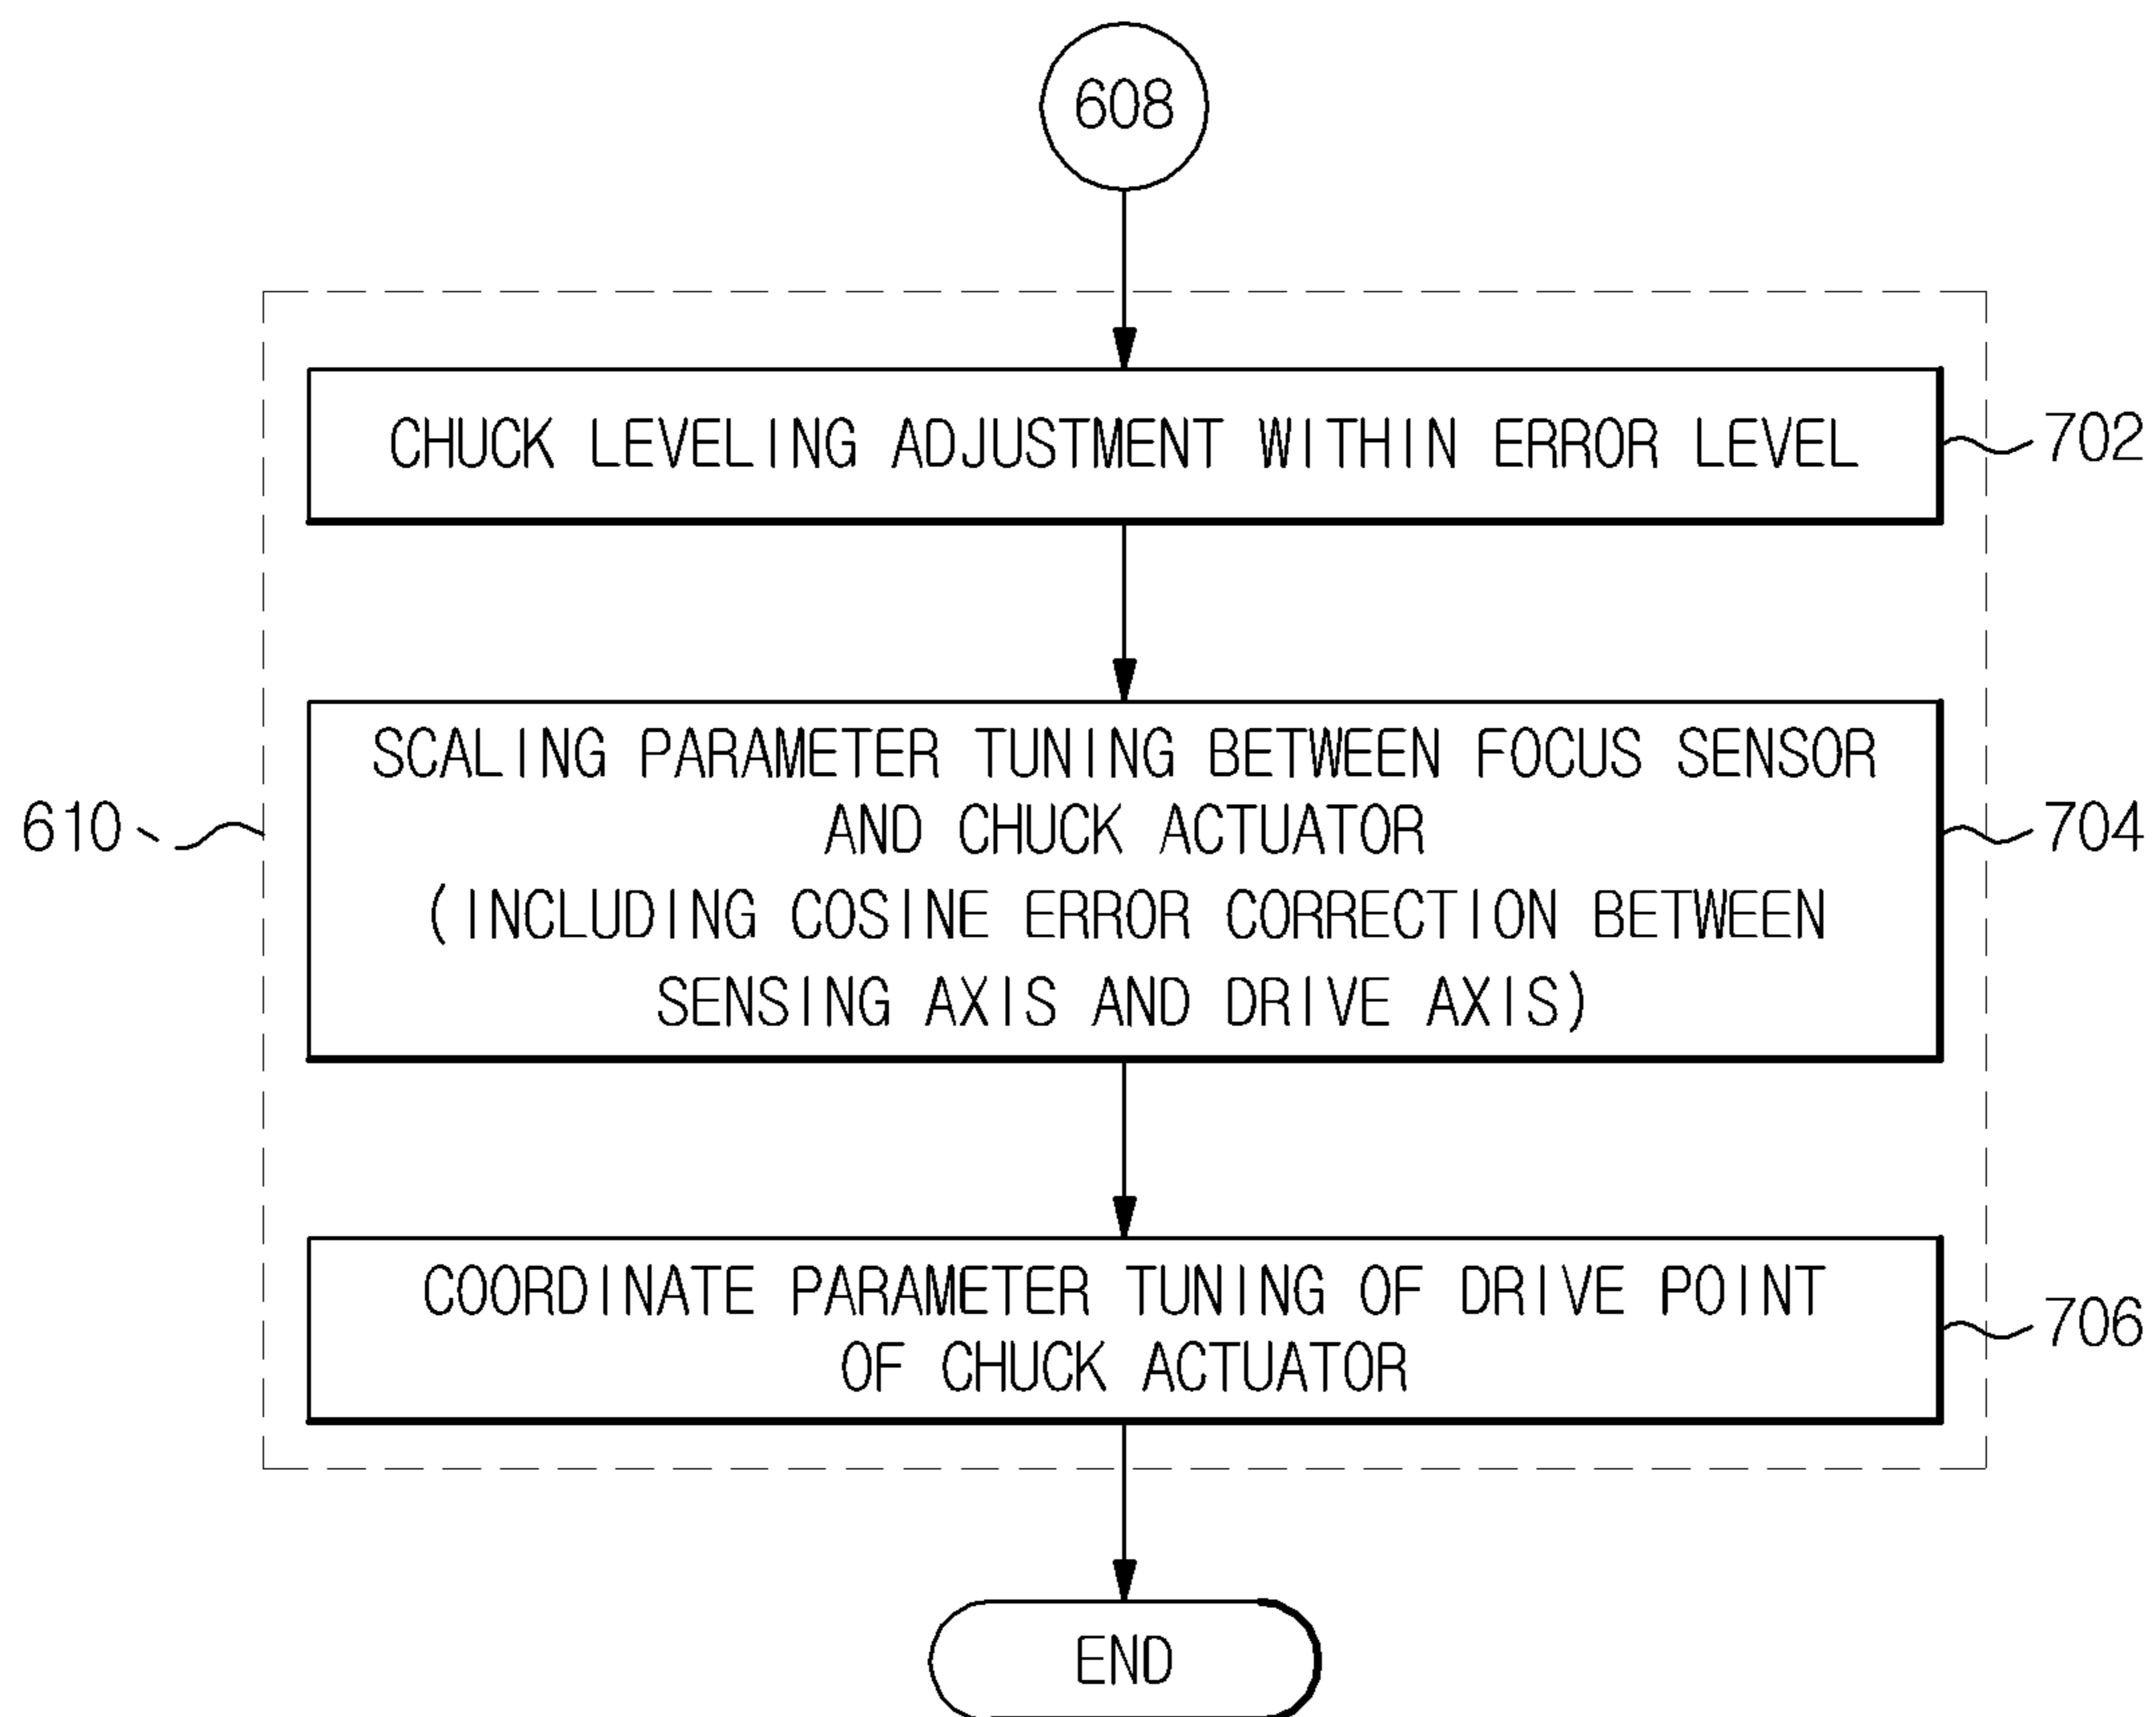 608
CHUCK LEVELING ADJUSTMENT WITHIN ERROR LEVEL
702
SCALING PARAMETER TUNING BETWEEN FOCUS SENSOR
AND CHUCK ACTUATOR
(INCLUDING COSINE ERROR CORRECTION BETWEEN
SENSING AXIS AND DRIVE AXIS)
610
704
COORDINATE PARAMETER TUNING OF DRIVE POINT
OF CHUCK ACTUATOR
706
END